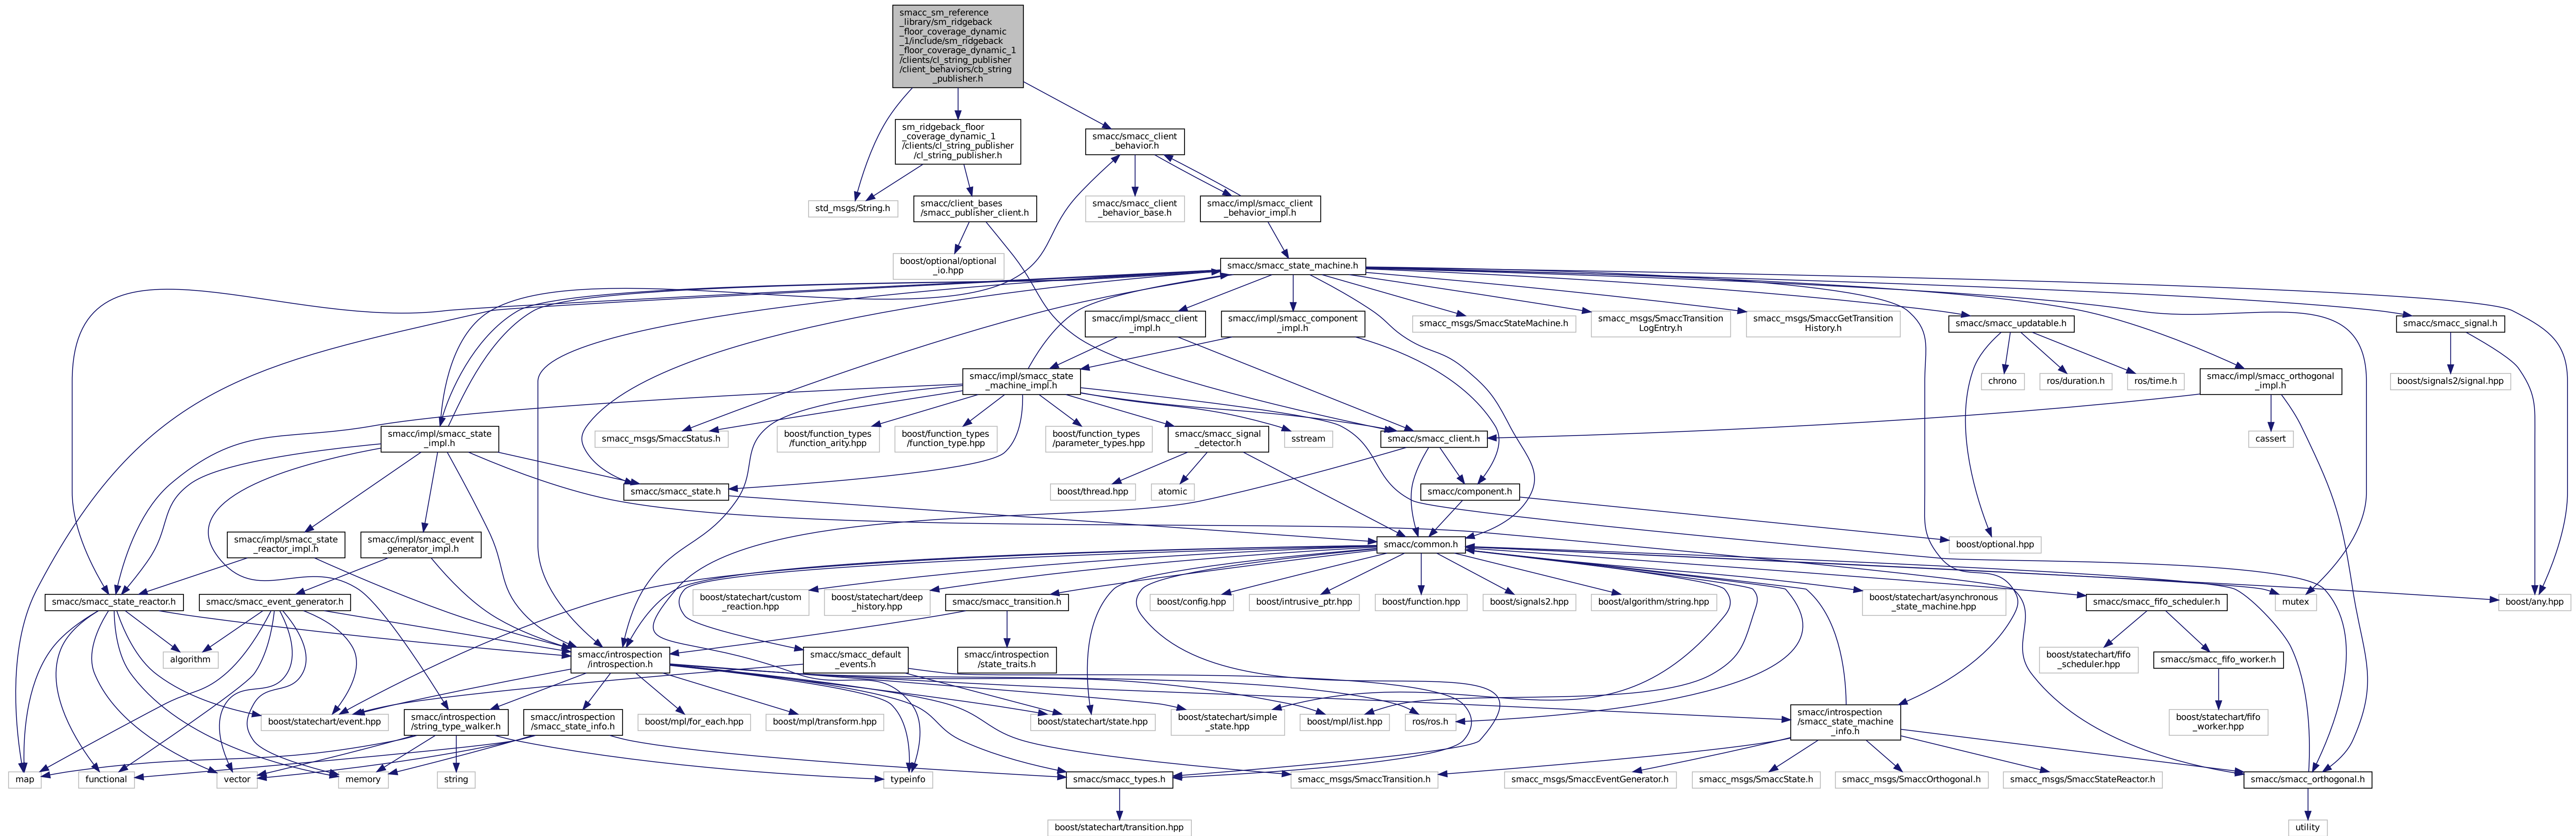 smacc_sm_reference
_library/sm_ridgeback
_floor_coverage_dynamic
_1/include/sm_ridgeback
_floor_coverage_dynamic_1
/clients/cl_string_publisher
/client_behaviors/cb_string
_publisher.h
sm_ridgeback_floor
_coverage_dynamic_1
/clients/cl_string_publisher
/cl_string_publisher.h
smacc/smacc_client
_behavior.h
std_msgs/String.h
smacc/client_bases
/smacc_publisher_client.h
smacc/smacc_client
_behavior_base.h
smacc/impl/smacc_client
_behavior_impl.h
boost/optional/optional
_io.hpp
smacc/smacc_state_machine.h
smacc/impl/smacc_client
_impl.h
smacc/impl/smacc_component
_impl.h
smacc_msgs/SmaccStateMachine.h
smacc_msgs/SmaccTransition
LogEntry.h
smacc_msgs/SmaccGetTransition
History.h
smacc/smacc_updatable.h
smacc/smacc_signal.h
smacc/impl/smacc_state
_machine_impl.h
chrono
ros/duration.h
ros/time.h
smacc/impl/smacc_orthogonal
_impl.h
boost/signals2/signal.hpp
smacc/impl/smacc_state
_impl.h
smacc_msgs/SmaccStatus.h
boost/function_types
/function_arity.hpp
boost/function_types
/function_type.hpp
boost/function_types
/parameter_types.hpp
smacc/smacc_signal
_detector.h
sstream
smacc/smacc_client.h
cassert
smacc/smacc_state.h
boost/thread.hpp
atomic
smacc/component.h
smacc/impl/smacc_state
_reactor_impl.h
smacc/impl/smacc_event
_generator_impl.h
smacc/common.h
boost/optional.hpp
smacc/smacc_state_reactor.h
smacc/smacc_event_generator.h
boost/statechart/custom
_reaction.hpp
boost/statechart/deep
_history.hpp
smacc/smacc_transition.h
boost/config.hpp
boost/intrusive_ptr.hpp
boost/function.hpp
boost/signals2.hpp
boost/algorithm/string.hpp
boost/statechart/asynchronous
_state_machine.hpp
smacc/smacc_fifo_scheduler.h
mutex
boost/any.hpp
algorithm
smacc/introspection
/introspection.h
smacc/smacc_default
_events.h
smacc/introspection
/state_traits.h
boost/statechart/fifo
_scheduler.hpp
smacc/smacc_fifo_worker.h
boost/statechart/event.hpp
smacc/introspection
/string_type_walker.h
smacc/introspection
/smacc_state_info.h
boost/mpl/for_each.hpp
boost/mpl/transform.hpp
boost/statechart/state.hpp
boost/statechart/simple
_state.hpp
boost/mpl/list.hpp
ros/ros.h
smacc/introspection
/smacc_state_machine
_info.h
boost/statechart/fifo
_worker.hpp
map
functional
vector
memory
string
typeinfo
smacc/smacc_types.h
smacc_msgs/SmaccTransition.h
smacc_msgs/SmaccEventGenerator.h
smacc_msgs/SmaccState.h
smacc_msgs/SmaccOrthogonal.h
smacc_msgs/SmaccStateReactor.h
smacc/smacc_orthogonal.h
boost/statechart/transition.hpp
utility